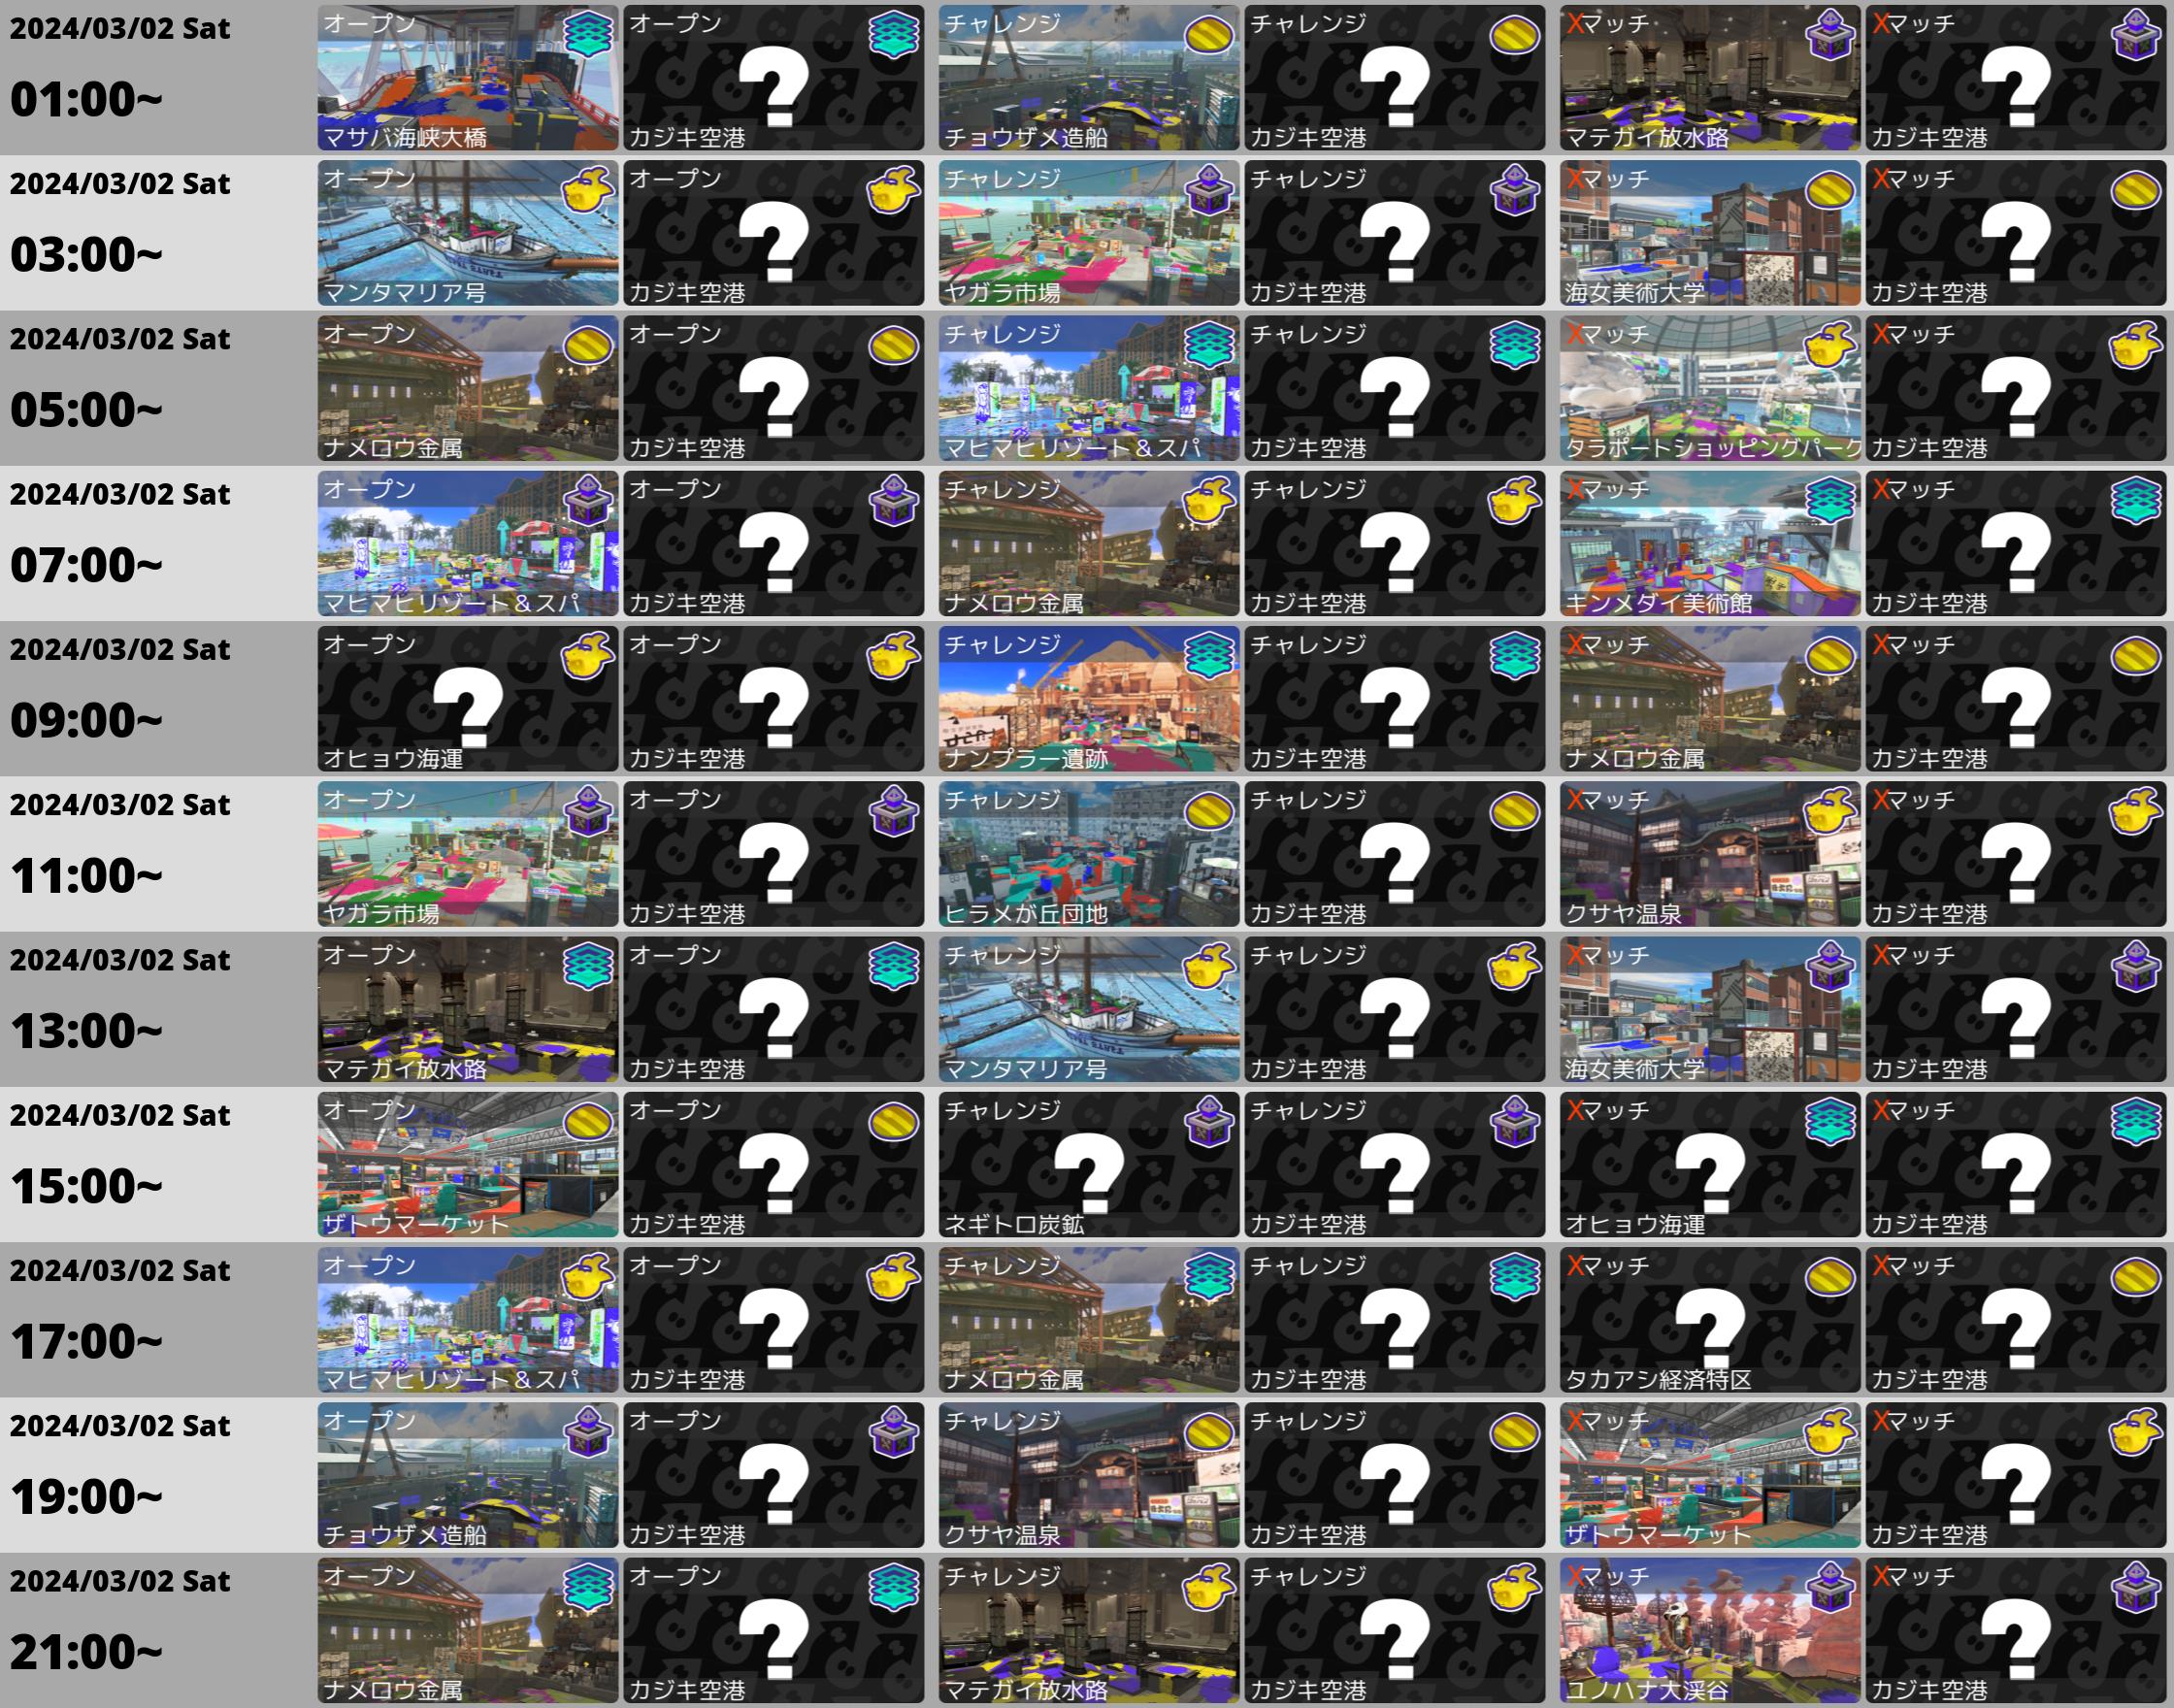 2024/03/02 Sat
01:00~
オープン
マサバ海峡大橋
オープン
カジキ空港
チャレンジ
チョウザメ造船
チャレンジ
カジキ空港
Xマッチ
マテガイ放水路
Xマッチ
カジキ空港
2024/03/02 Sat
03:00~
オープン
マンタマリア号
オープン
カジキ空港
チャレンジ
ヤガラ市場
チャレンジ
カジキ空港
Xマッチ
海女美術大学
Xマッチ
カジキ空港
2024/03/02 Sat
05:00~
オープン
ナメロウ金属
オープン
カジキ空港
チャレンジ
マヒマヒリゾート＆スパ
チャレンジ
カジキ空港
Xマッチ
タラポートショッピングパーク
Xマッチ
カジキ空港
2024/03/02 Sat
07:00~
オープン
マヒマヒリゾート＆スパ
オープン
カジキ空港
チャレンジ
ナメロウ金属
チャレンジ
カジキ空港
Xマッチ
キンメダイ美術館
Xマッチ
カジキ空港
2024/03/02 Sat
09:00~
オープン
?
オヒョウ海運
オープン
カジキ空港
チャレンジ
ナンプラー遺跡
チャレンジ
カジキ空港
Xマッチ
ナメロウ金属
Xマッチ
カジキ空港
2024/03/02 Sat
11:00~
オープン
ヤガラ市場
オープン
カジキ空港
チャレンジ
ヒラメが丘団地
チャレンジ
カジキ空港
Xマッチ
クサヤ温泉
Xマッチ
カジキ空港
2024/03/02 Sat
13:00~
オープン
マテガイ放水路
オープン
カジキ空港
チャレンジ
マンタマリア号
チャレンジ
カジキ空港
Xマッチ
海女美術大学
Xマッチ
カジキ空港
2024/03/02 Sat
15:00~
オープン
ザトウマーケット
オープン
カジキ空港
チャレンジ
ネギトロ炭鉱
チャレンジ
カジキ空港
Xマッチ
オヒョウ海運
Xマッチ
カジキ空港
2024/03/02 Sat
17:00~
オープン
マヒマヒリゾート＆スパ
オープン
カジキ空港
チャレンジ
ナメロウ金属
チャレンジ
カジキ空港
Xマッチ
タカアシ経済特区
Xマッチ
カジキ空港
2024/03/02 Sat
19:00~
オープン
チョウザメ造船
オープン
カジキ空港
チャレンジ
クサヤ温泉
チャレンジ
カジキ空港
Xマッチ
ザトウマーケット
Xマッチ
カジキ空港
2024/03/02 Sat
21:00~
オープン
ナメロウ金属
オープン
カジキ空港
チャレンジ
マテガイ放水路
チャレンジ
カジキ空港
Xマッチ
ユノハナ大渓谷
Xマッチ
カジキ空港